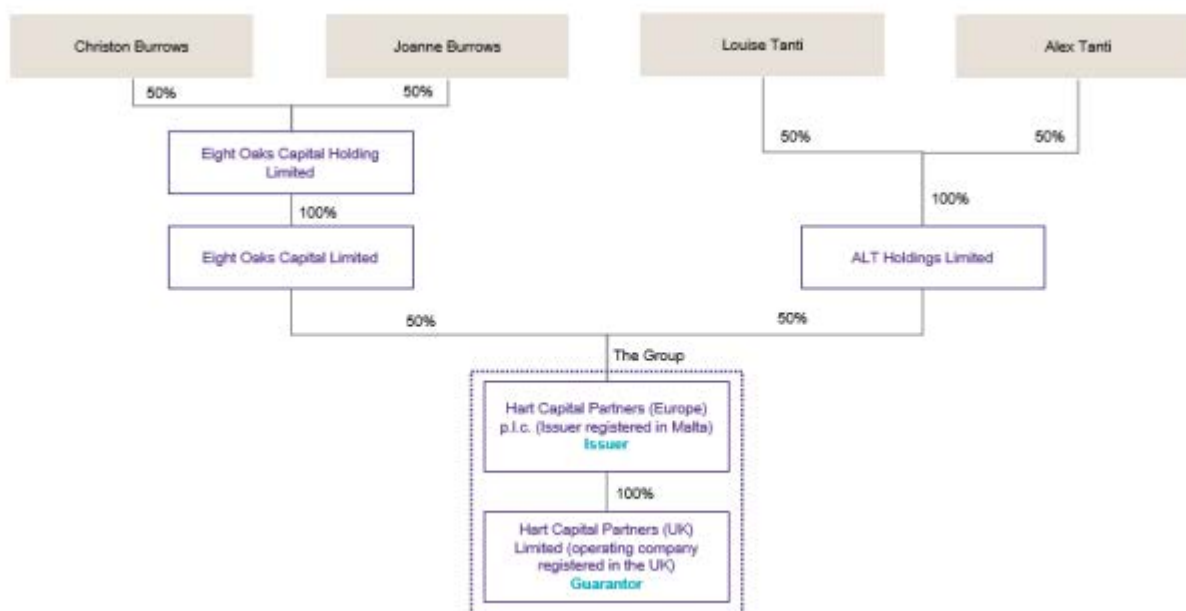 Christon Burrows
Joanne Burrows
Louise Tanti
Alex Tanti
50%
50%
50%
50%
Eight Oaks Capital Holding
Limited
100%
100%
Eight Oaks Capital Limited
ALT Holdings Limited
50%
50%
The Group
Hart Capital Partners (Europe)
p.l.c. (Issuer registered in Malta)
Issuer
100%
Hart Capital Partners (UK)
Limited (operating company
registered in the UK)
Guarantor